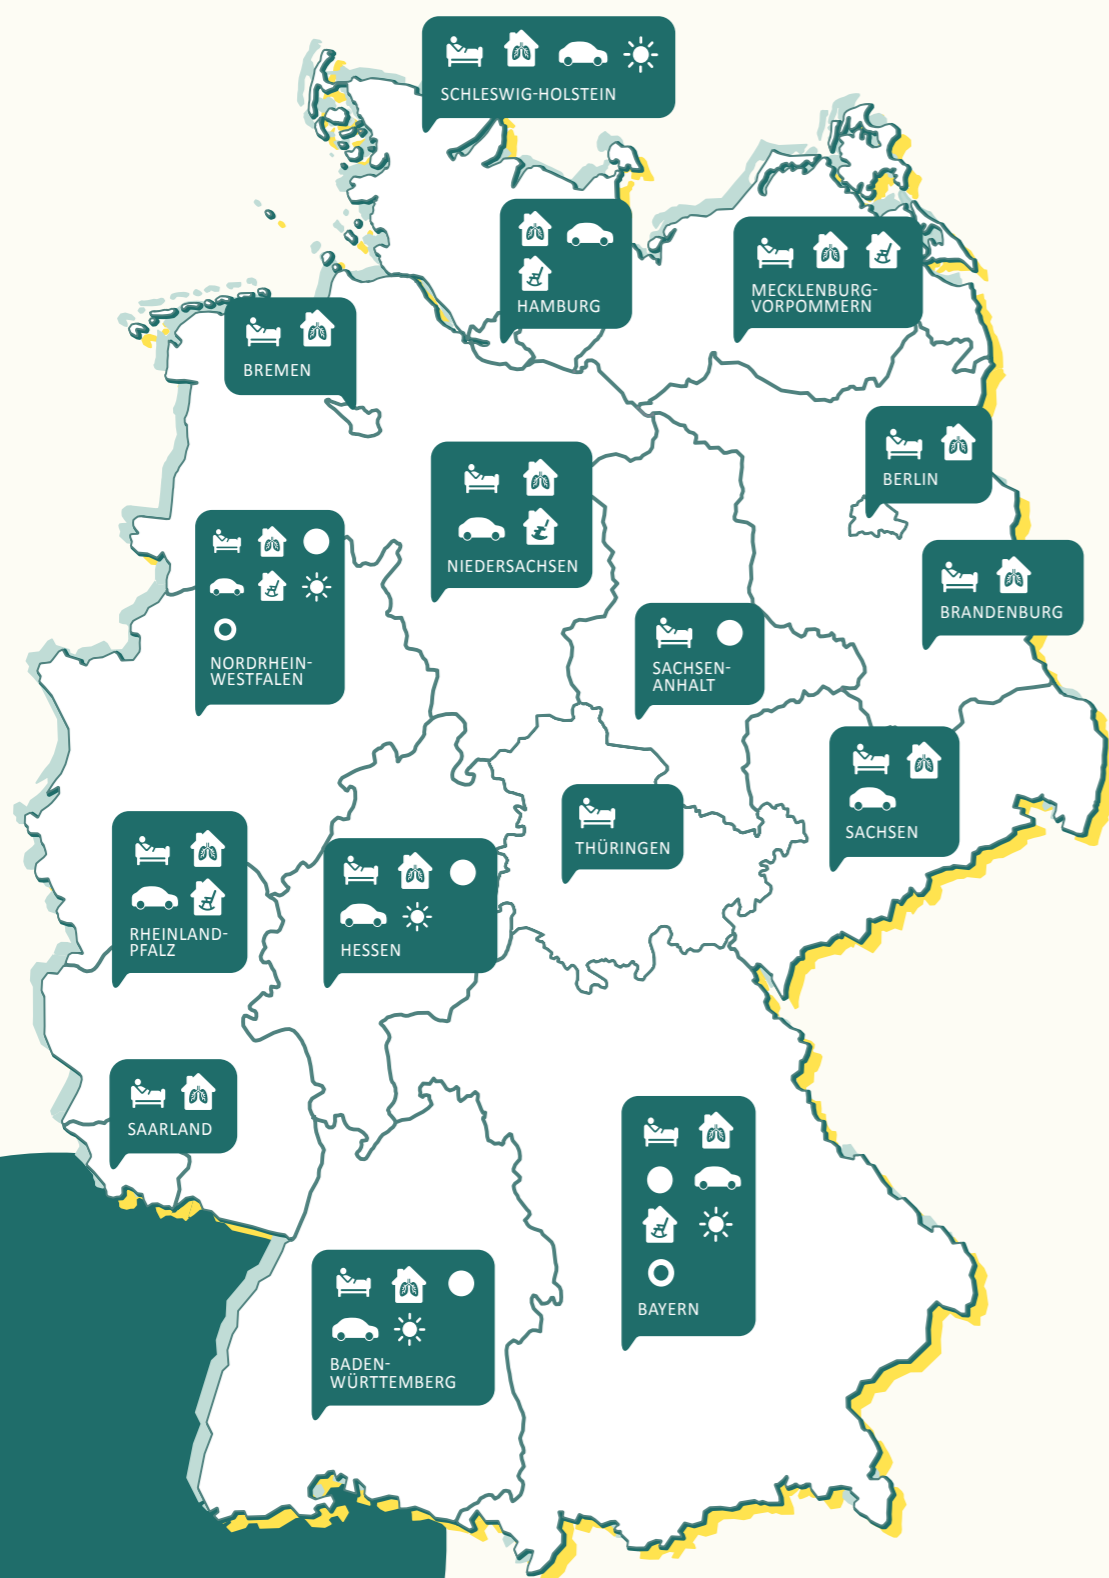 SCHLESWIG-HOLSTEIN
HAMBURG
MECKLENBURG-
VORPOMMERN
BREMEN
BERLIN
NIEDERSACHSEN
BRANDENBURG
NORDRHEIN-
WESTFALEN
SACHSEN-
ANHALT
SACHSEN
THÜRINGEN
RHEINLAND-
PFALZ
HESSEN
SAARLAND
BAYERN
BADEN-
WÜRTTEMBERG